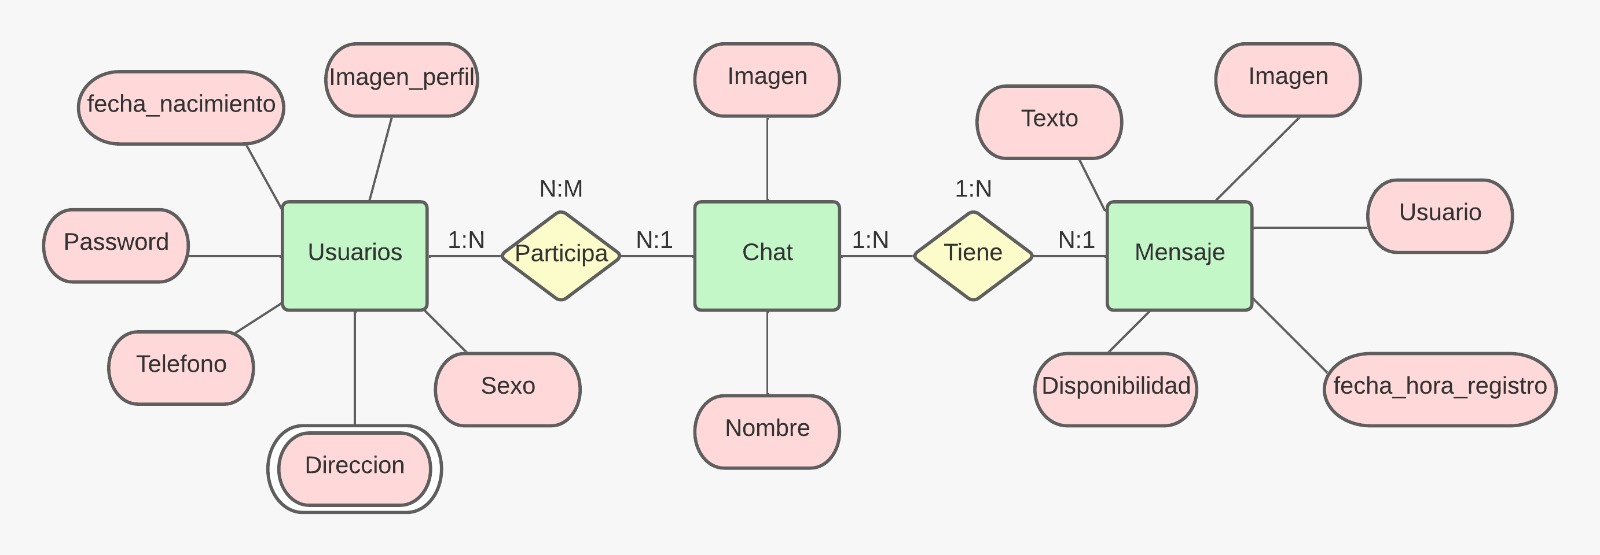 Imagen_perfil
Imagen
Imagen
fecha_nacimiento
Texto
N:M
1:N
Usuario
Password
1:N
N:1
1:N
N:1
Usuarios
Participa
Chat
Tiene
Mensaje
Telefono
Sexo
Disponibilidad
fecha_hora_registro
Nombre
Direccion